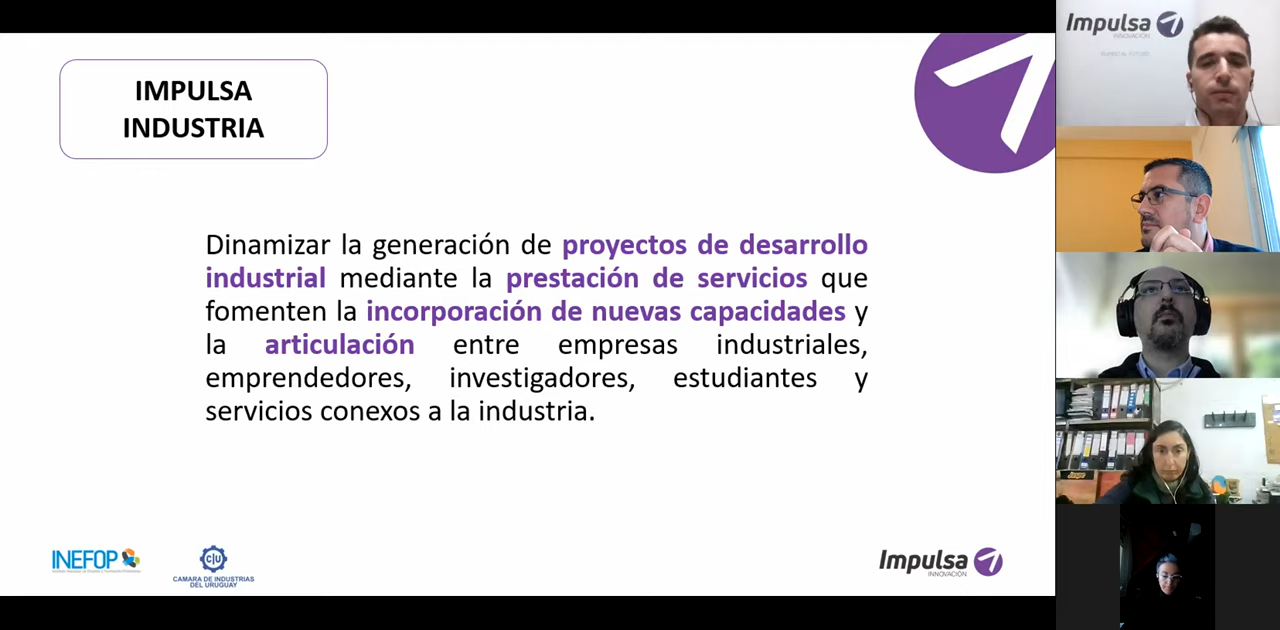 IMPULSA
INDUSTRIA
Dinamizar la generación de proyectos de desarrollo
industrial mediante la prestación de servicios que
fomenten la incorporación de nuevas capacidades y
la articulación entre empresas industriales,
emprendedores, investigadores, estudiantes y
servicios conexos a la industria.
INEFOP
CIU
CAMARA DE INDUSTRIAS
DEL URUGUAY
Impulsa
INNOVACIÓN
Impulsa
INNOVACIÓN